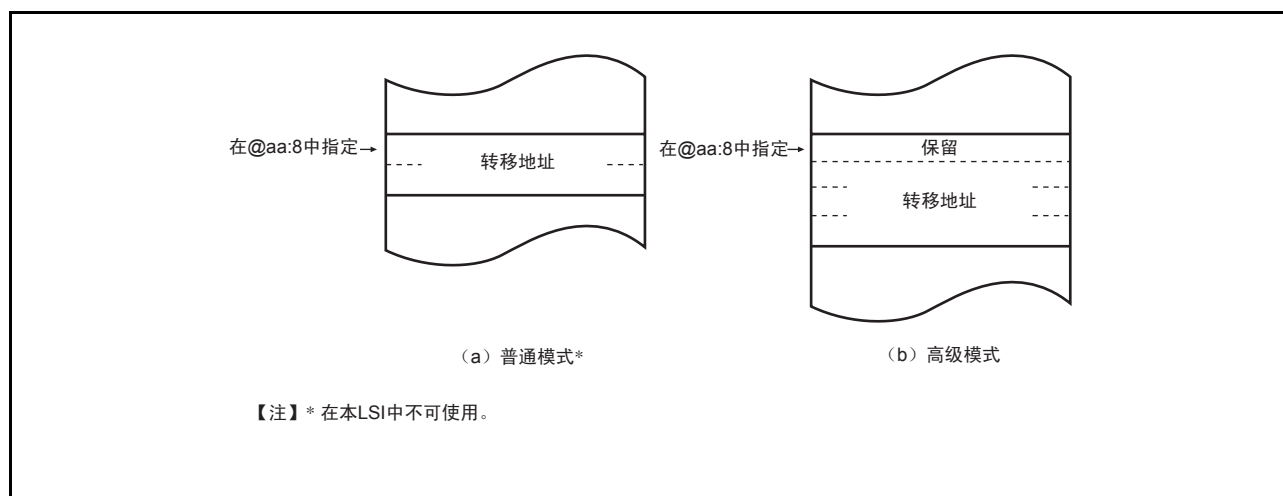 在@aa:8中指定→
转移地址
(a)普通模式*
在@aa:8中指定→
保留
转移地址
(b)高级模式
【注】* 在本LSI中不可使用。